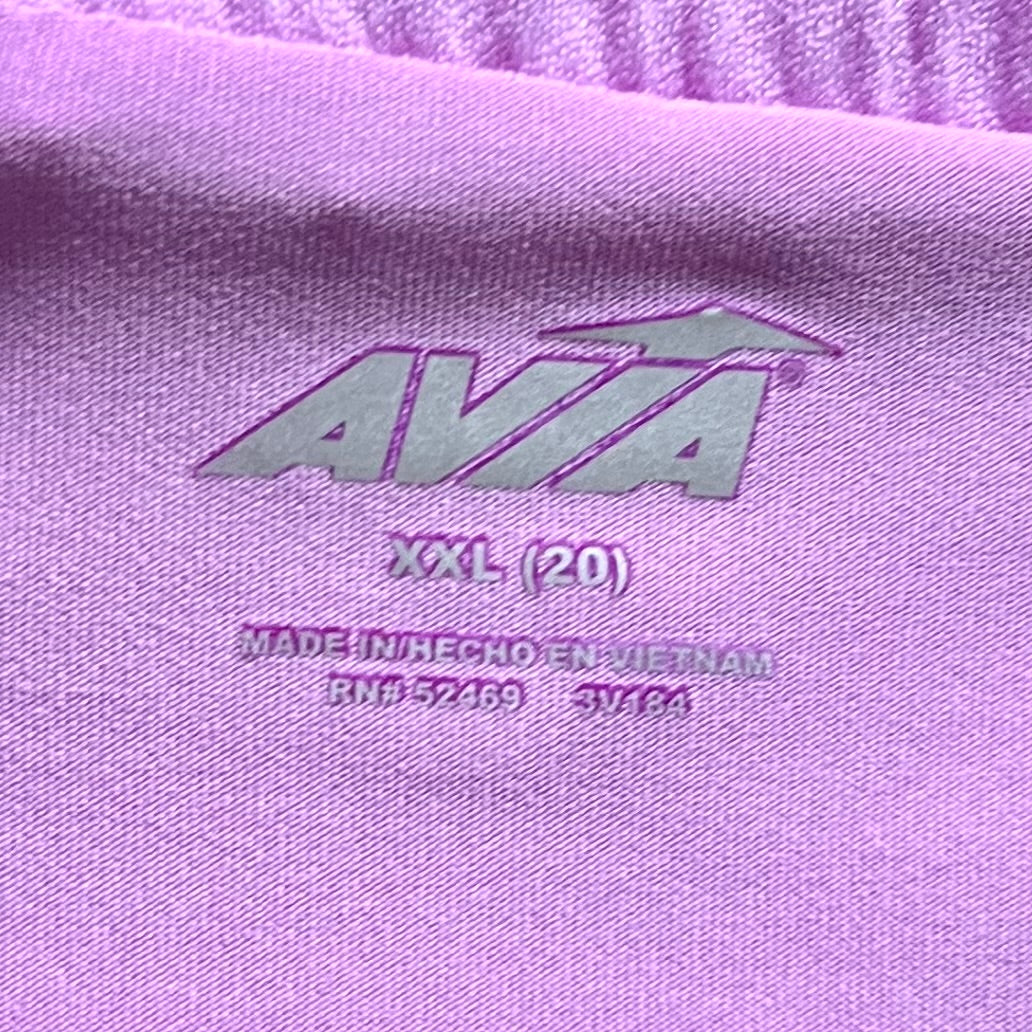 AVIA®
XXL (20)
MADE IN/HECHO EN VIETNAM
RN# 52469 3V184